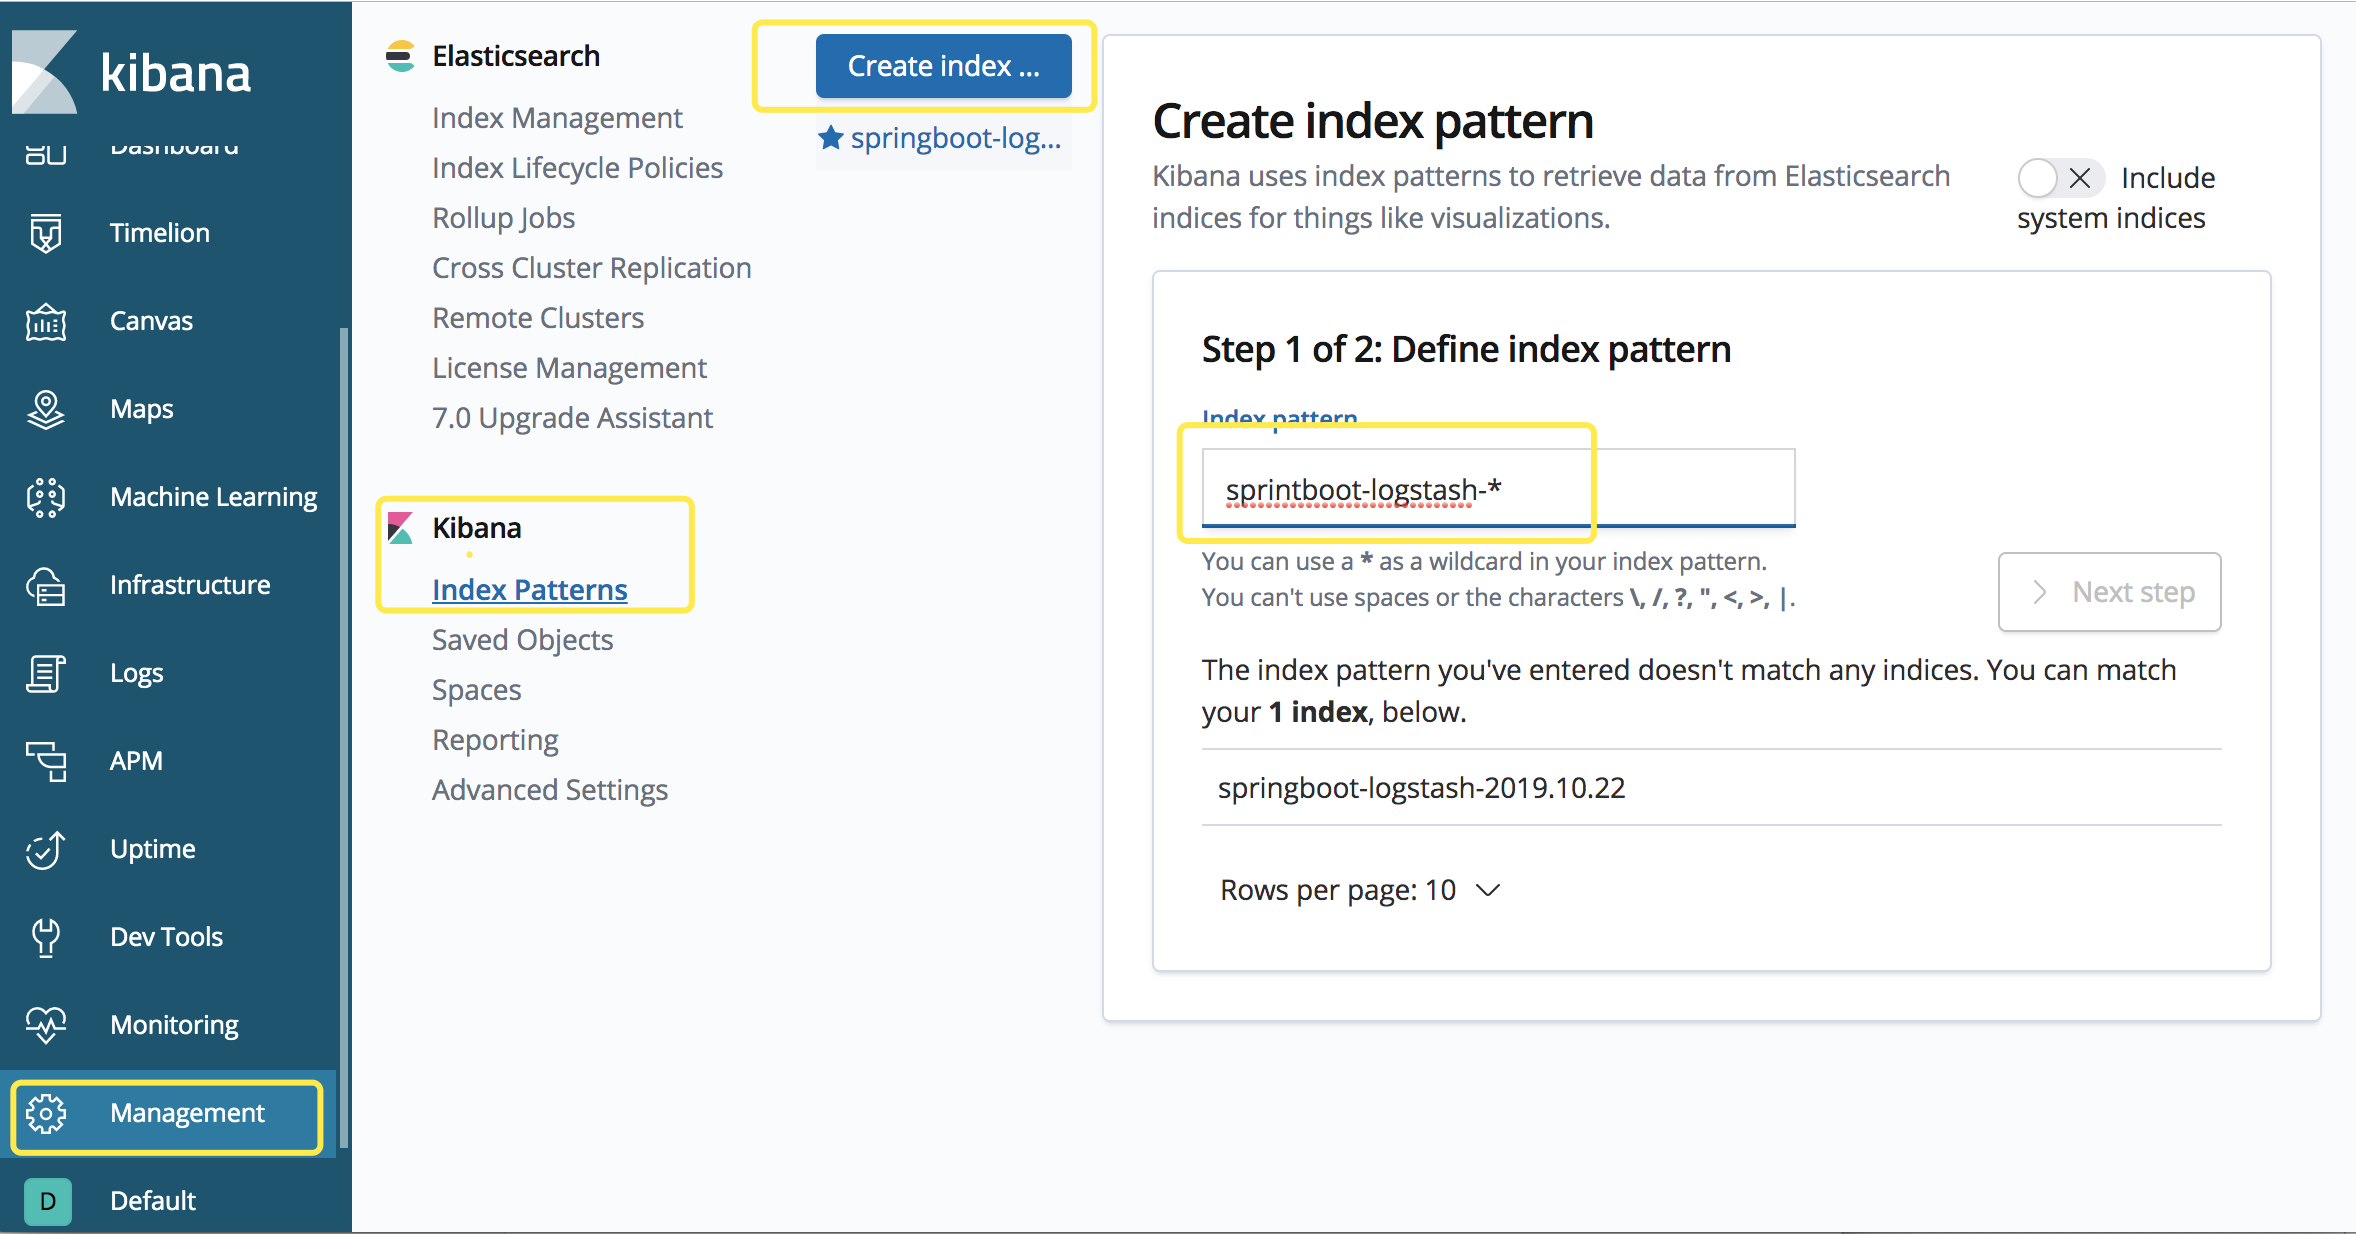 kibana
Dashboard
Timelion
Canvas
Maps
Machine Learning
Infrastructure
Logs
APM
Uptime
Dev Tools
Monitoring
Management
D Default
Elasticsearch
Index Management
Index Lifecycle Policies
Rollup Jobs
Cross Cluster Replication
Remote Clusters
License Management
7.0 Upgrade Assistant
Kibana
Index Patterns
Saved Objects
Spaces
Reporting
Advanced Settings
Create index ...
springboot-log...
Create index pattern
Kibana uses index patterns to retrieve data from Elasticsearch
indices for things like visualizations.
Include
system indices
Step 1 of 2: Define index pattern
Index pattern
sprintboot-logstash-*
You can use a * as a wildcard in your index pattern.
You can't use spaces or the characters \, /, ?, ", <, >, |.
Next step
The index pattern you've entered doesn't match any indices. You can match
your 1 index, below.
springboot-logstash-2019.10.22
Rows per page: 10